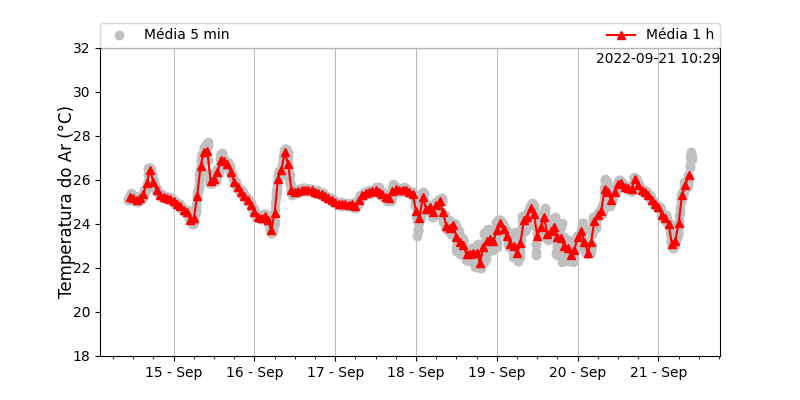 Média 5 min
Média 1 h
2022-09-21 10:29
Temperatura do Ar (°C)
32
30
28
26
24
22
20
18
15 - Sep
16 - Sep
17 - Sep
18 - Sep
19 - Sep
20 - Sep
21 - Sep